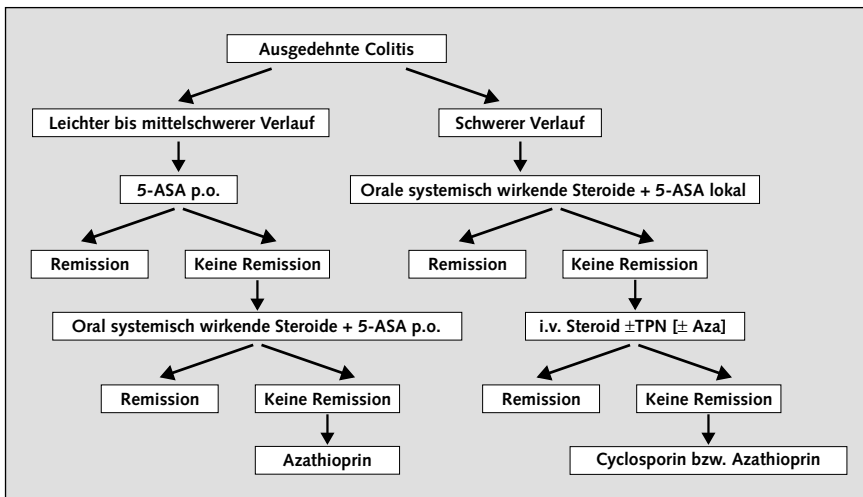 Ausgedehnte Colitis
Leichter bis mittelschwerer Verlauf
Schwerer Verlauf
5-ASA p.o.
Orale systemisch wirkende Steroide + 5-ASA lokal
Remission
Keine Remission
Remission
Keine Remission
Oral systemisch wirkende Steroide + 5-ASA p.o.
i.v. Steroid ±TPN [± Aza]
Remission
Keine Remission
Remission
Keine Remission
Azathioprin
Cyclosporin bzw. Azathioprin